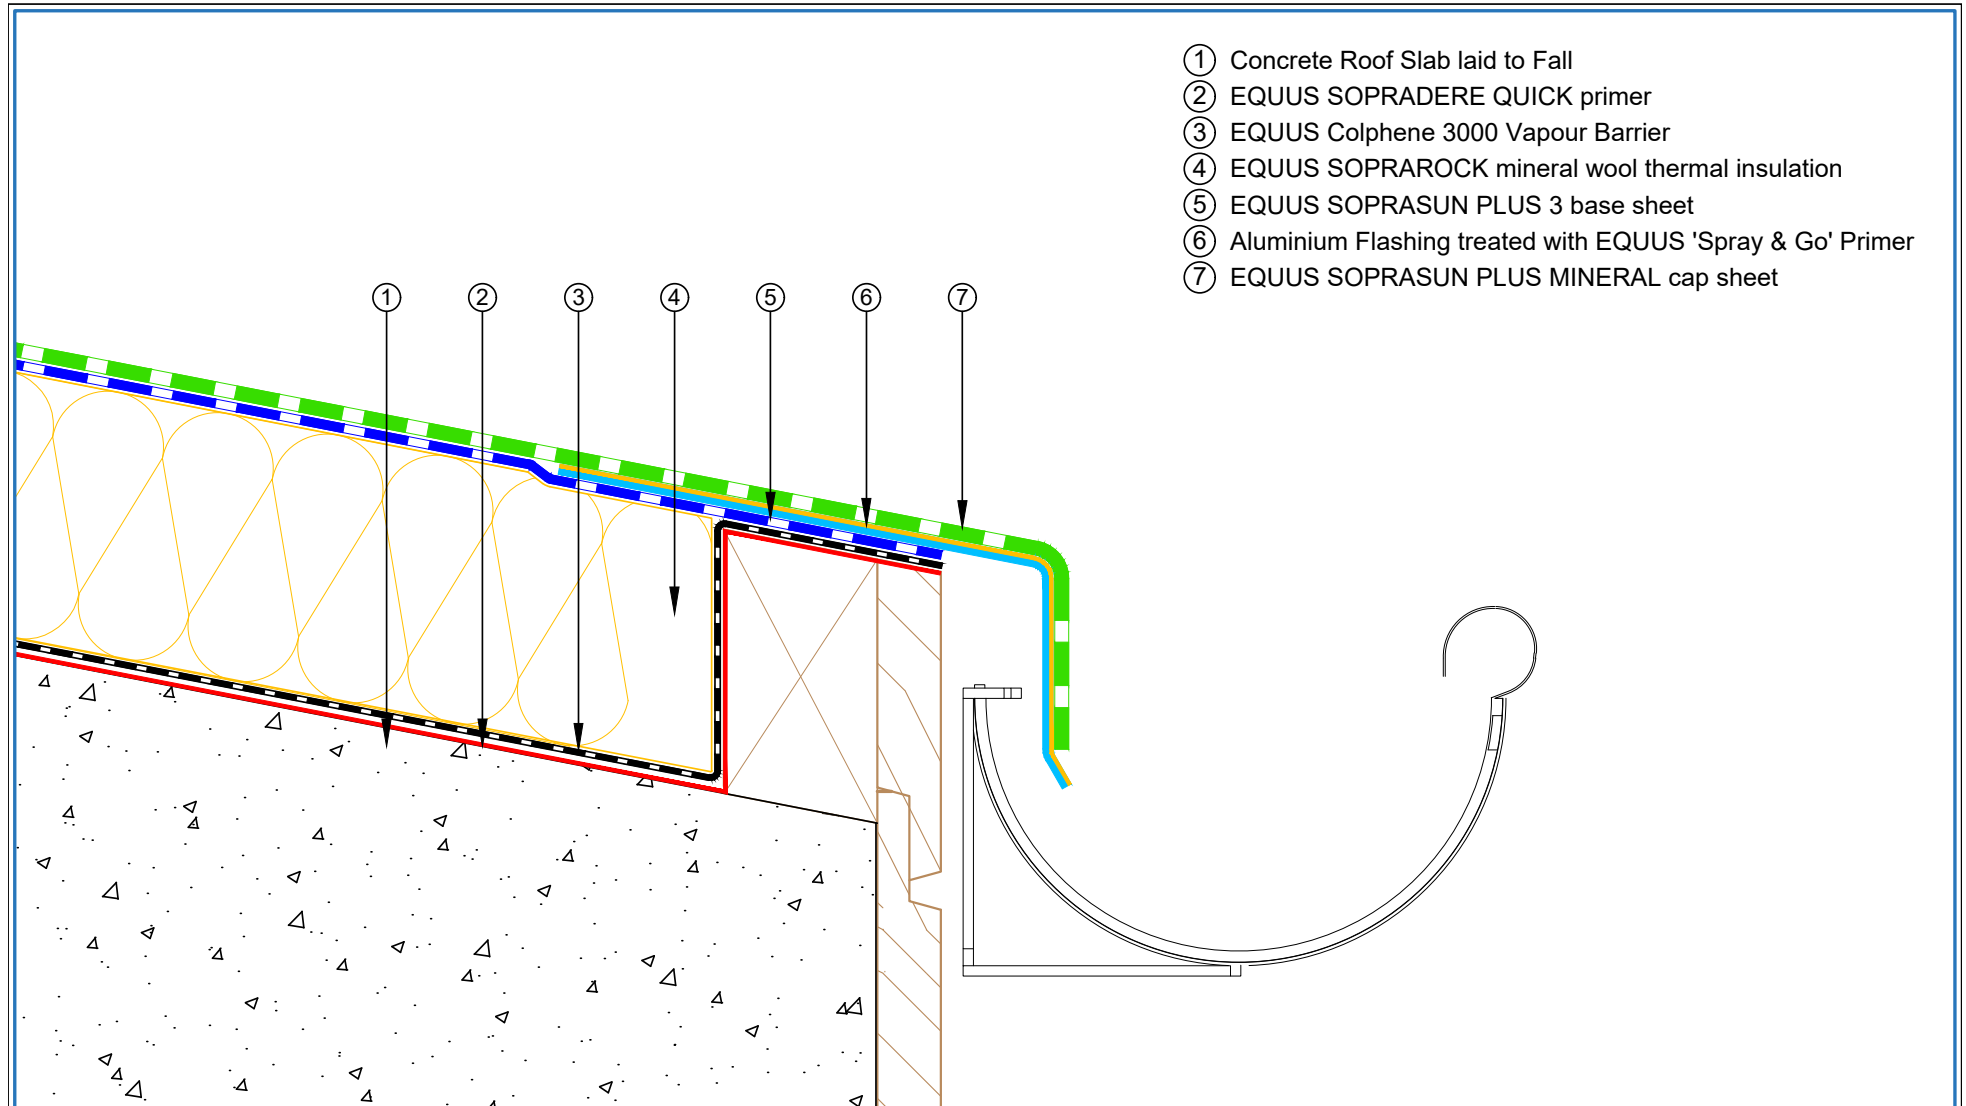 1 Concrete Roof Slab laid to Fall
2 EQUUS SOPRADERE QUICK primer
3 EQUUS Colphene 3000 Vapour Barrier
4 EQUUS SOPRAROCK mineral wool thermal insulation
5 EQUUS SOPRASUN PLUS 3 base sheet
6 Aluminium Flashing treated with EQUUS 'Spray & Go' Primer
7 EQUUS SOPRASUN PLUS MINERAL cap sheet
1 2 3 4 5 6 7